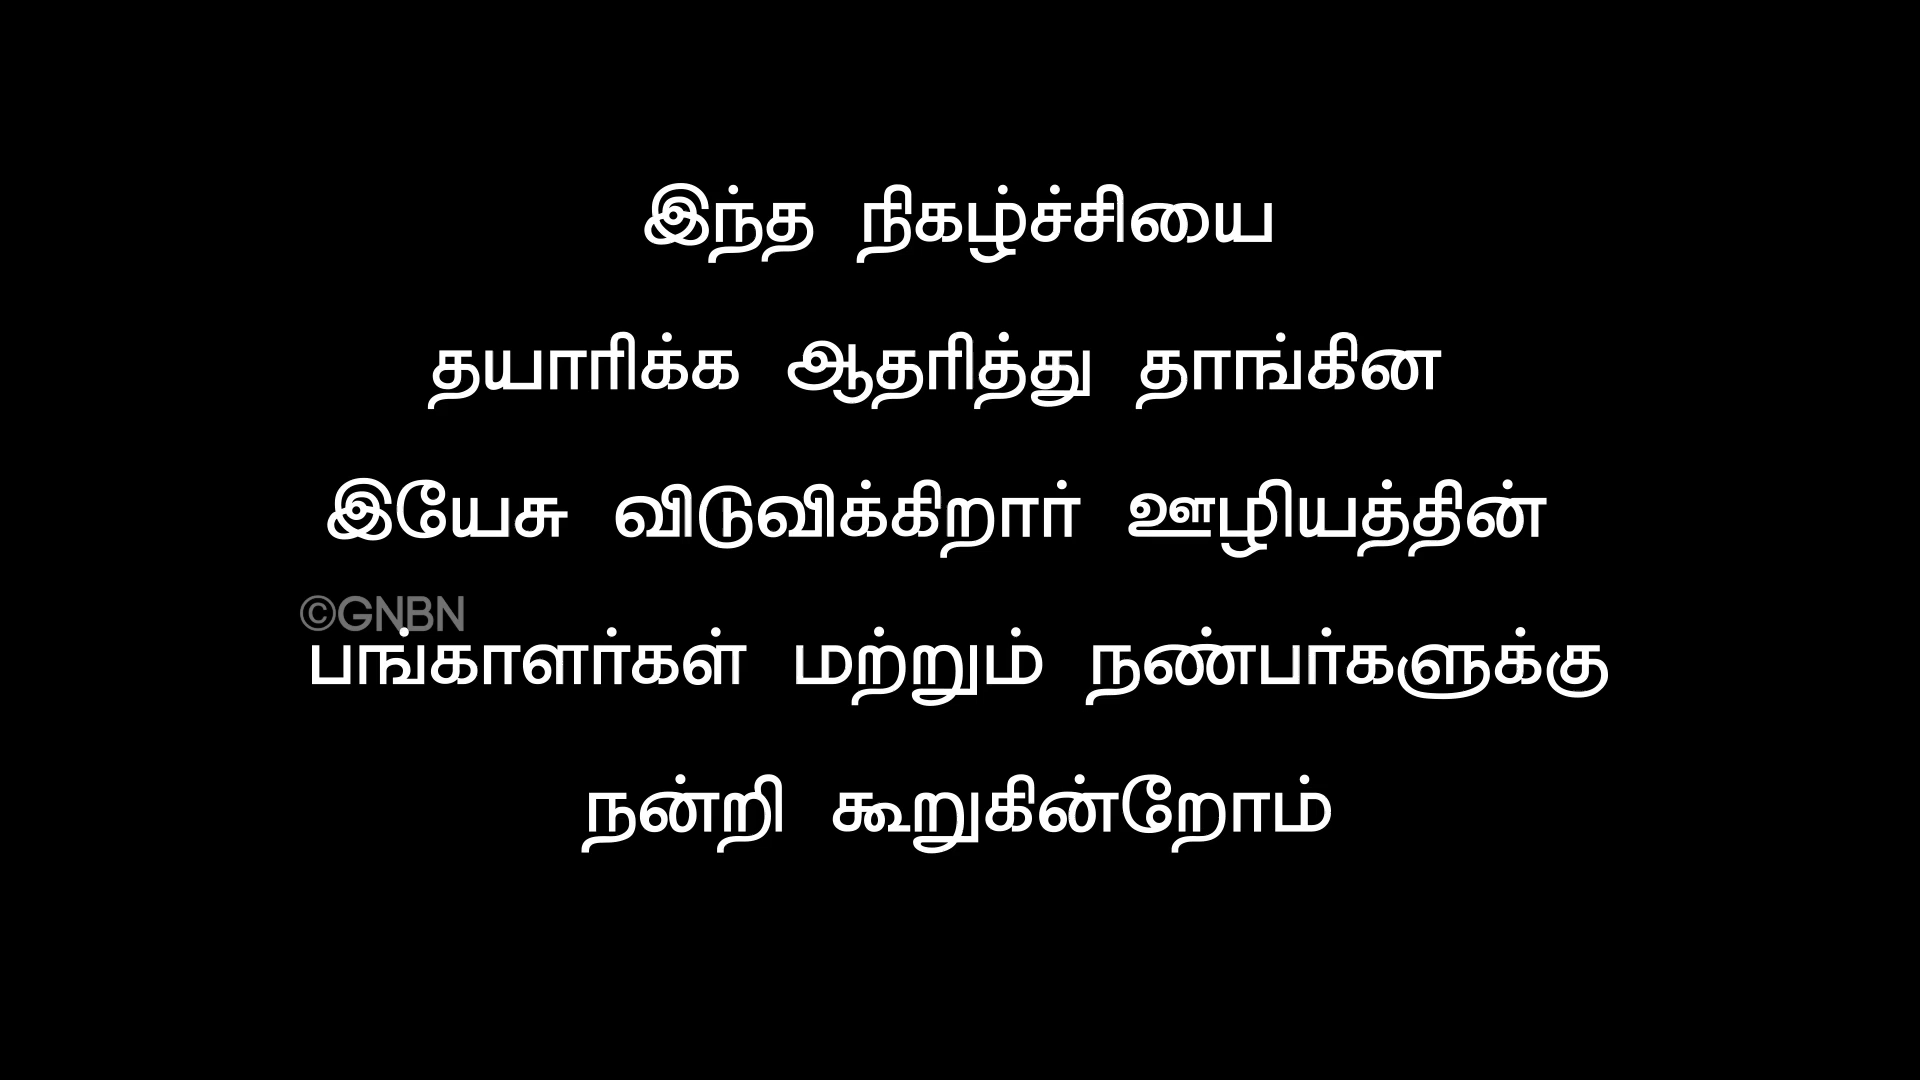 இந்த நிகழ்ச்சியை
தயாரிக்க ஆதரித்து தாங்கின
இயேசு விடுவிக்கிறார் ஊழியத்தின்
©GNBN
பங்காளர்கள் மற்றும் நண்பர்களுக்கு
நன்றி கூறுகின்றோம்